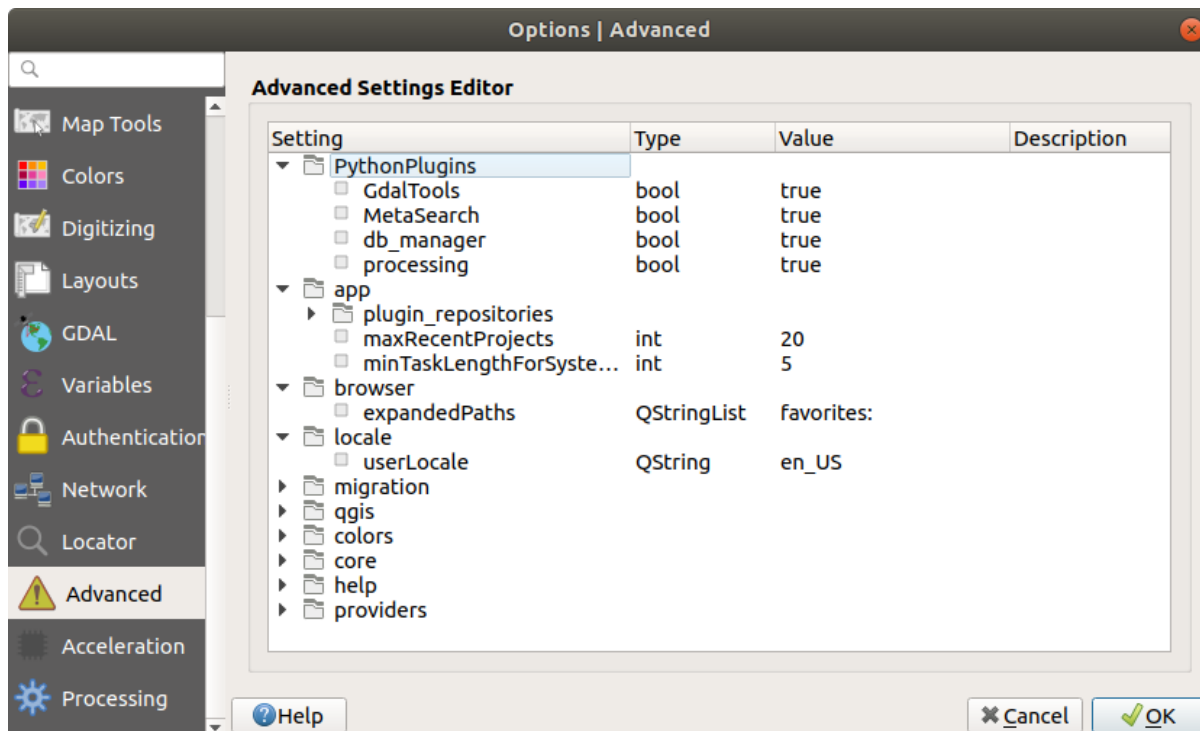 Options | Advanced
Map Tools
Colors
Digitizing
Layouts
GDAL
Variables
Authentication
Network
Locator
Advanced
Acceleration
Processing
Advanced Settings Editor
Setting Type Value Description
PythonPlugins
GdalTools bool true
MetaSearch bool true
db_manager bool true
processing bool true
app
plugin_repositories
maxRecentProjects int 20
minTaskLengthForSyste... int 5
browser
expandedPaths QStringList favorites:
locale
userLocale QString en_US
migration
qgis
colors
core
help
providers
Help Cancel OK